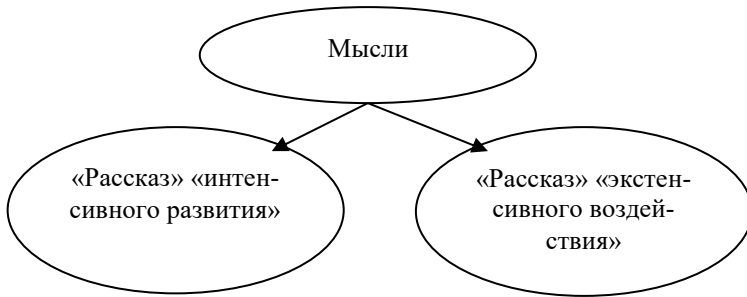 Мысли
«Рассказ» «интен-
сивного развития»
«Рассказ» «экстен-
сивного воздей-
ствия»